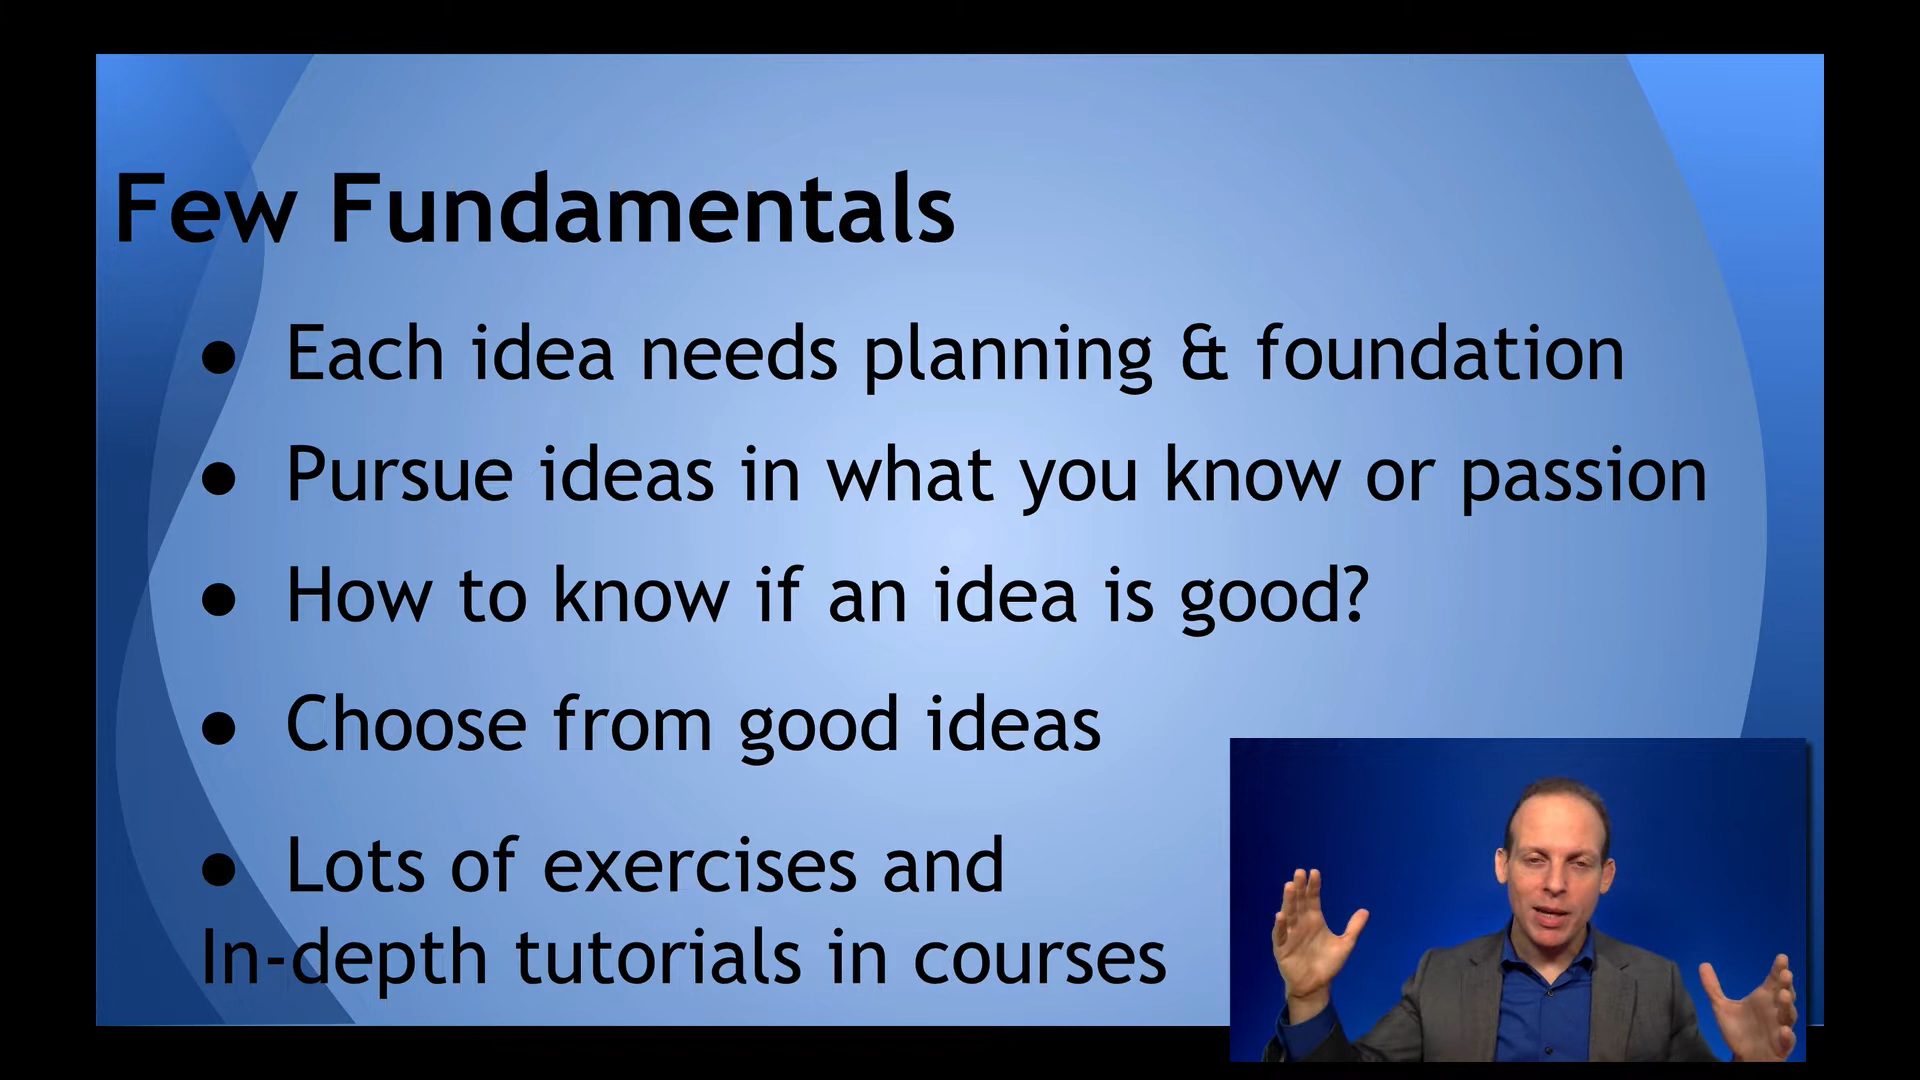 Few Fundamentals
● Each idea needs planning & foundation
● Pursue ideas in what you know or passion
● How to know if an idea is good?
● Choose from good ideas
● Lots of exercises and
In-depth tutorials in courses